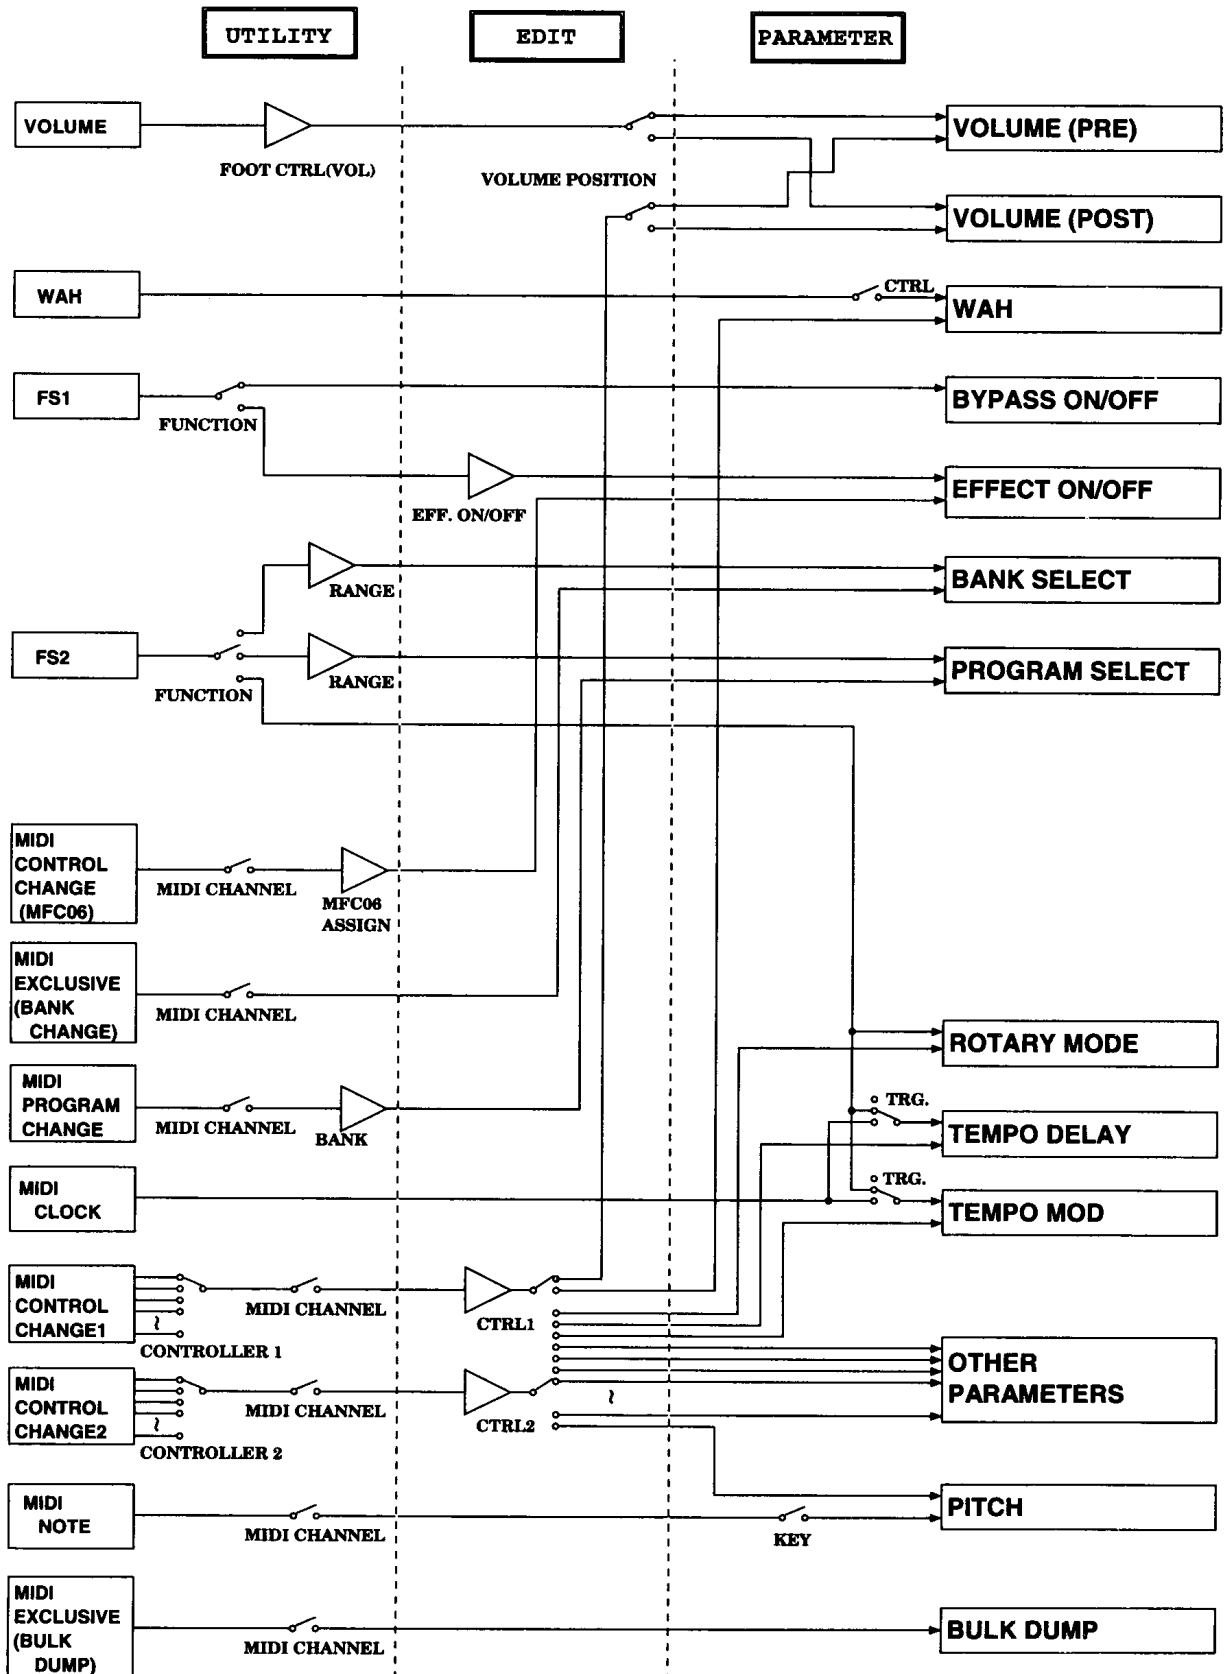 UTILITY
EDIT
PARAMETER
VOLUME
FOOT CTRL(VOL)
VOLUME POSITION
VOLUME (PRE)
VOLUME (POST)
WAH
CTRL
WAH
FS1
FUNCTION
BYPASS ON/OFF
EFF. ON/OFF
EFFECT ON/OFF
RANGE
BANK SELECT
FS2
FUNCTION
RANGE
PROGRAM SELECT
MIDI
CONTROL
CHANGE
(MFC06)
MIDI CHANNEL
MFC06
ASSIGN
MIDI
EXCLUSIVE
(BANK
CHANGE)
MIDI CHANNEL
ROTARY MODE
MIDI
PROGRAM
CHANGE
MIDI CHANNEL
BANK
TRG.
TEMPO DELAY
MIDI
CLOCK
TRG.
TEMPO MOD
MIDI
CONTROL
CHANGE1
CONTROLLER 1
MIDI CHANNEL
CTRL1
OTHER
PARAMETERS
MIDI
CONTROL
CHANGE2
CONTROLLER 2
MIDI CHANNEL
CTRL2
MIDI
NOTE
MIDI CHANNEL
KEY
PITCH
MIDI
EXCLUSIVE
(BULK
DUMP)
MIDI CHANNEL
BULK DUMP